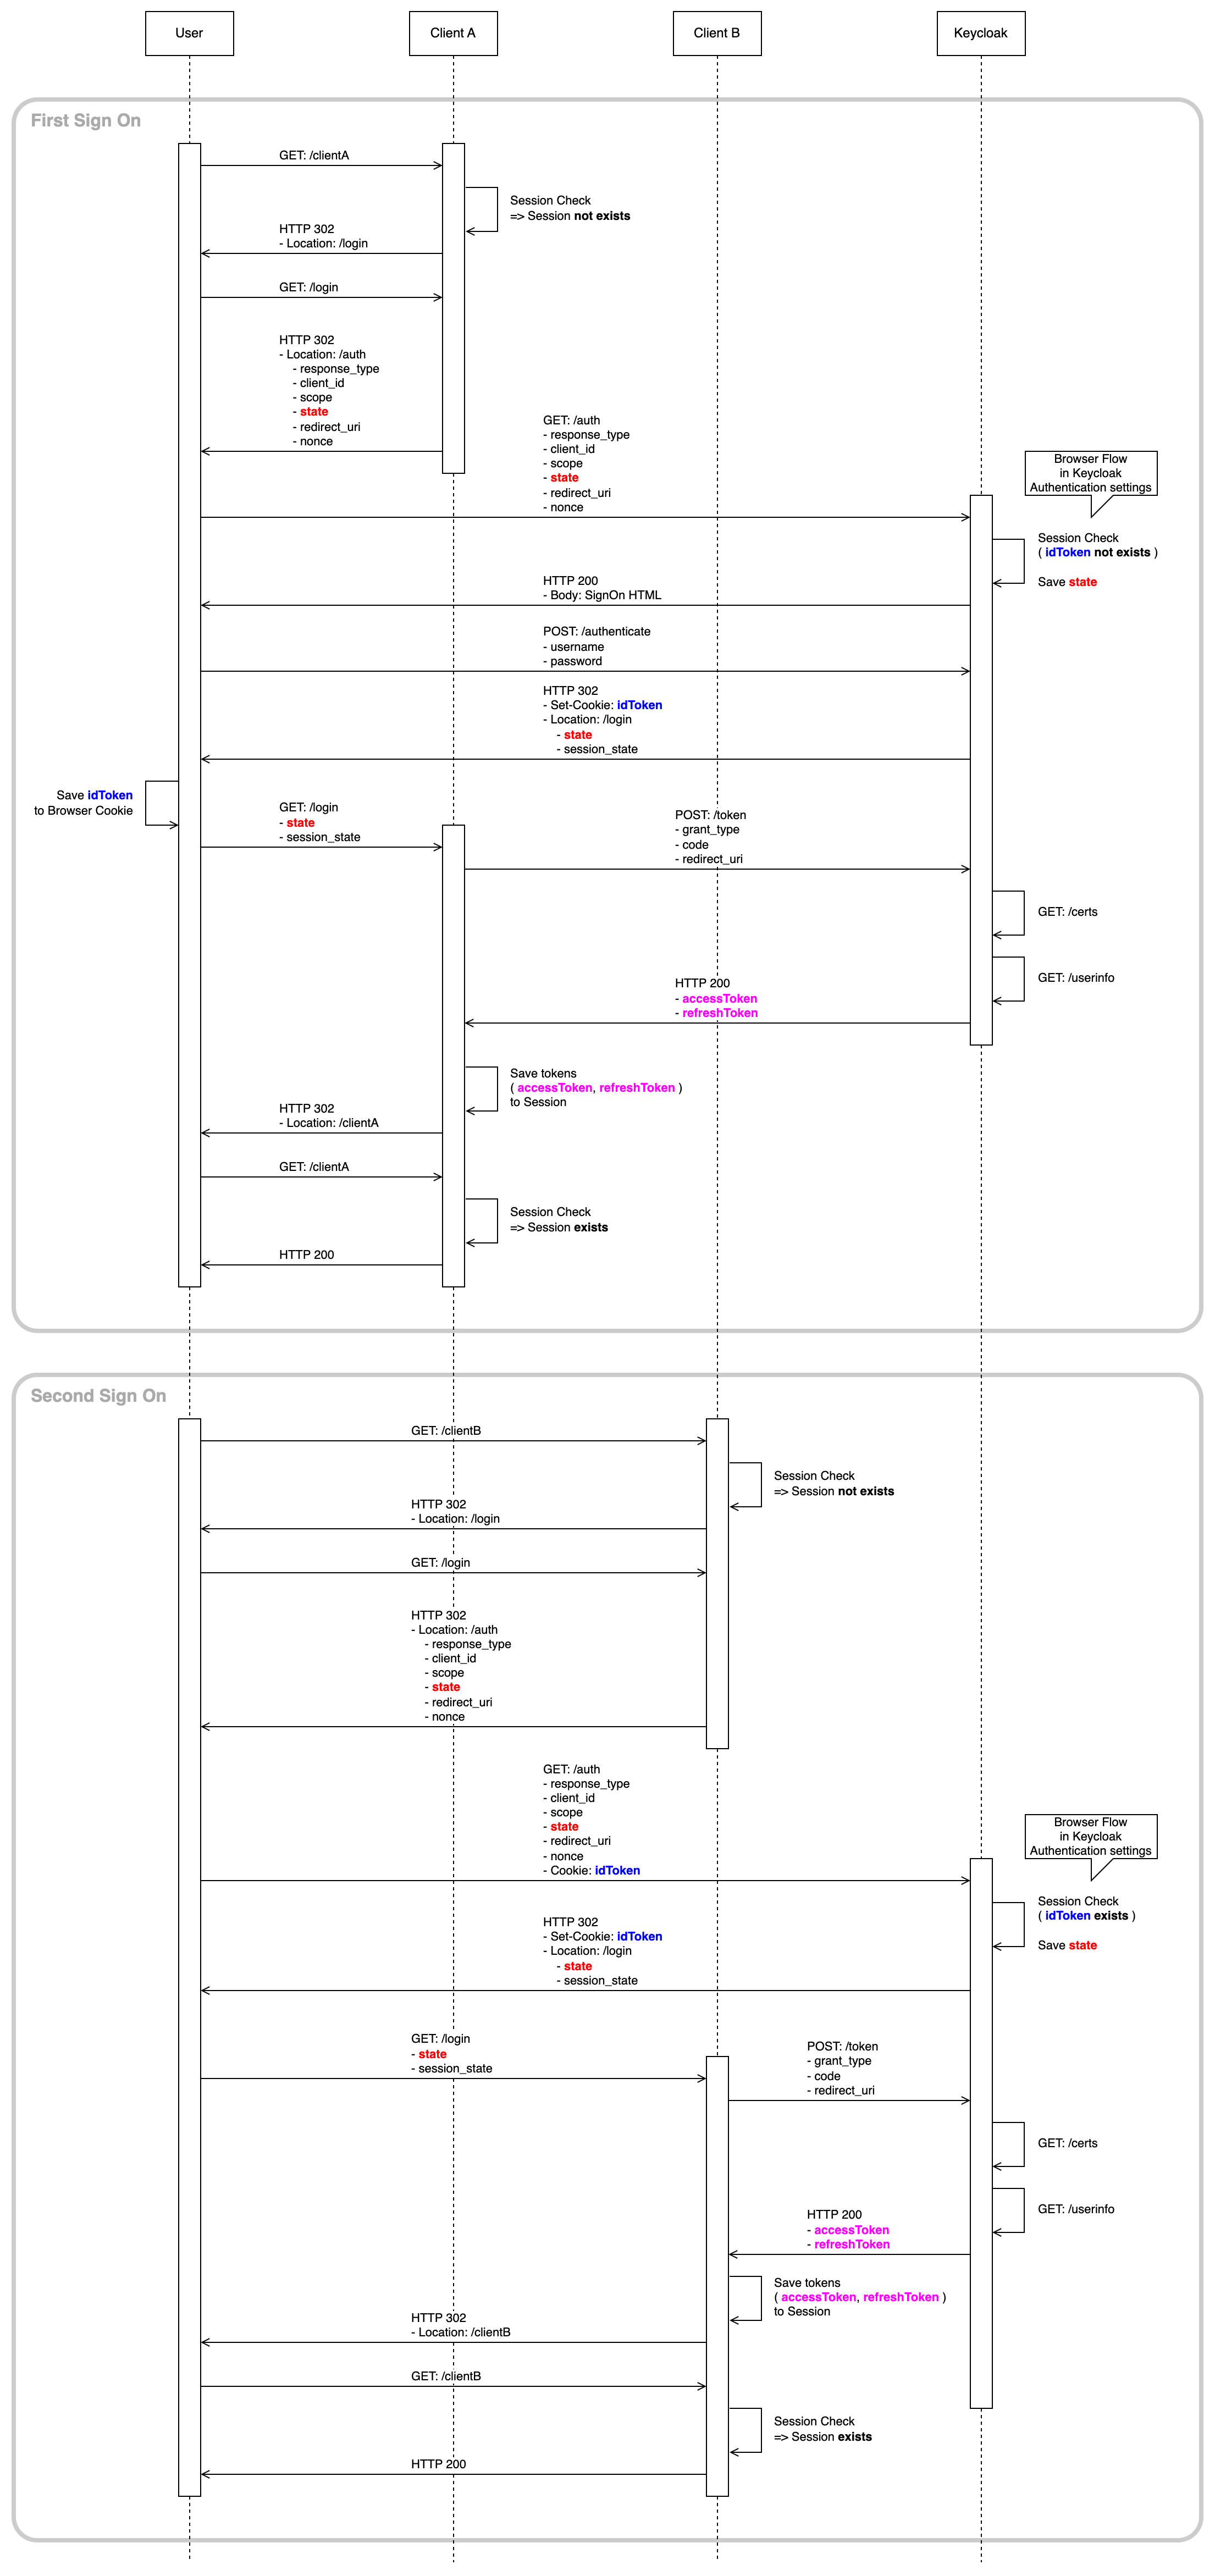 User
Client A
Client B
Keycloak
First Sign On
GET: /clientA
Session Check
=> Session not exists
HTTP 302
- Location: /login
GET: /login
HTTP 302
- Location: /auth
- response_type
- client_id
- scope
- state
- redirect_uri
- nonce
GET: /auth
- response_type
- client_id
- scope
- state
- redirect_uri
- nonce
Browser Flow
in Keycloak
Authentication settings
Session Check
( idToken not exists )
Save state
HTTP 200
- Body: SignOn HTML
POST: /authenticate
- username
- password
HTTP 302
- Set-Cookie: idToken
- Location: /login
- state
- session_state
Save idToken
to Browser Cookie
GET: /login
- state
- session_state
POST: /token
- grant_type
- code
- redirect_uri
GET: /certs
GET: /userinfo
HTTP 200
- accessToken
- refreshToken
Save tokens
( accessToken, refreshToken )
to Session
HTTP 302
- Location: /clientA
GET: /clientA
Session Check
=> Session exists
HTTP 200
Second Sign On
GET: /clientB
Session Check
=> Session not exists
HTTP 302
- Location: /login
GET: /login
HTTP 302
- Location: /auth
- response_type
- client_id
- scope
- state
- redirect_uri
- nonce
GET: /auth
- response_type
- client_id
- scope
- state
- redirect_uri
- nonce
- Cookie: idToken
Browser Flow
in Keycloak
Authentication settings
Session Check
( idToken exists )
Save state
HTTP 302
- Set-Cookie: idToken
- Location: /login
- state
- session_state
GET: /login
- state
- session_state
POST: /token
- grant_type
- code
- redirect_uri
GET: /certs
GET: /userinfo
HTTP 200
- accessToken
- refreshToken
Save tokens
( accessToken, refreshToken )
to Session
HTTP 302
- Location: /clientB
GET: /clientB
Session Check
=> Session exists
HTTP 200